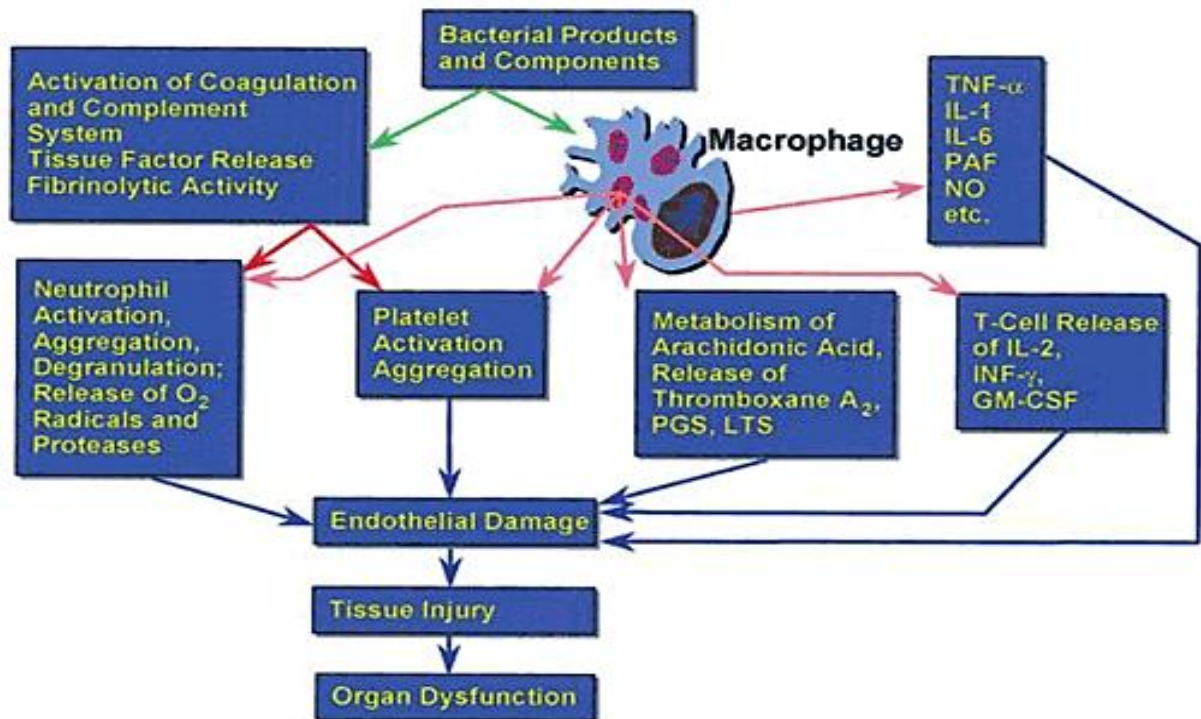 Bacterial Products
and Components
Activation of Coagulation
and Complement
System
Tissue Factor Release
Fibrinolytic Activity
Macrophage
TNF-α
IL-1
IL-6
PAF
NO
etc.
Neutrophil
Activation,
Aggregation,
Degranulation;
Release of O₂
Radicals and
Proteases
Platelet
Activation
Aggregation
Metabolism of
Arachidonic Acid,
Release of
Thromboxane A₂,
PGS, LTS
T-Cell Release
of IL-2,
INF-γ,
GM-CSF
Endothelial Damage
Tissue Injury
Organ Dysfunction